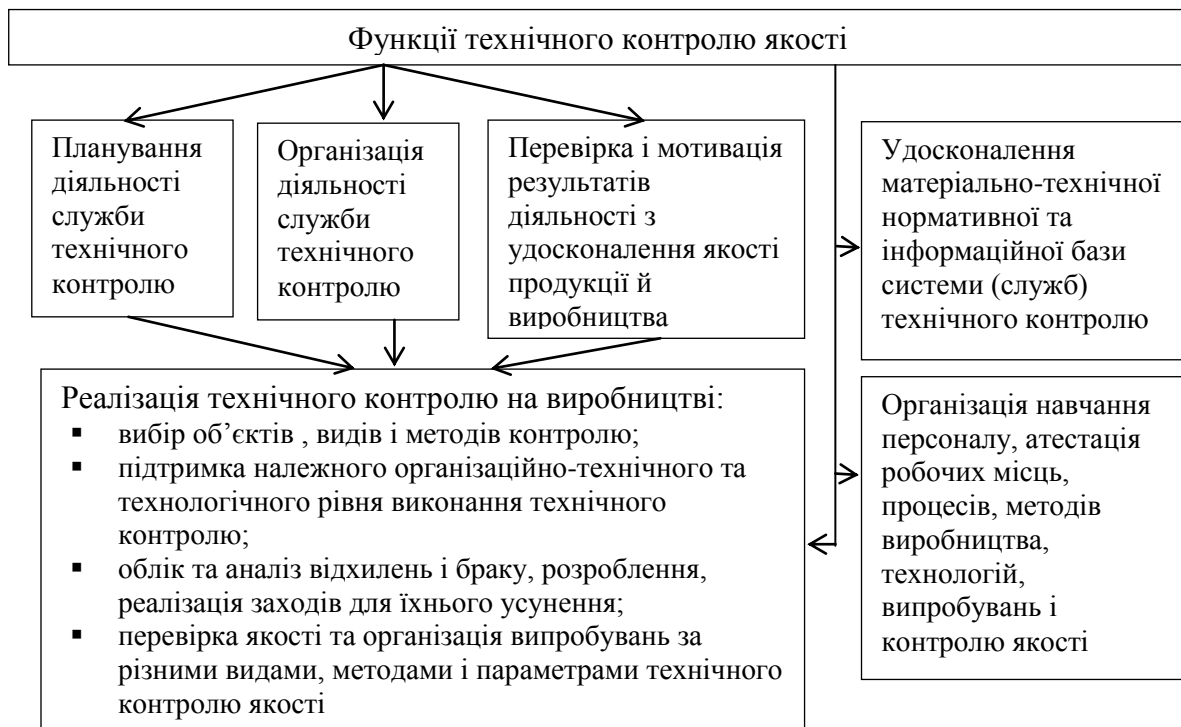 Функції технічного контролю якості
Планування
діяльності
служби
технічного
контролю
Організація
діяльності
служби
технічного
контролю
Перевірка і мотивація
результатів
діяльності з
удосконалення якості
продукції й
виробництва
Удосконалення
матеріально-технічної
нормативної та
інформаційної бази
системи (служб)
технічного контролю
Реалізація технічного контролю на виробництві:
▪ вибір об’єктів , видів і методів контролю;
▪ підтримка належного організаційно-технічного та
технологічного рівня виконання технічного
контролю;
▪ облік та аналіз відхилень і браку, розроблення,
реалізація заходів для їхнього усунення;
▪ перевірка якості та організація випробувань за
різними видами, методами і параметрами технічного
контролю якості
Організація навчання
персоналу, атестація
робочих місць,
процесів, методів
виробництва,
технологій,
випробувань і
контролю якості